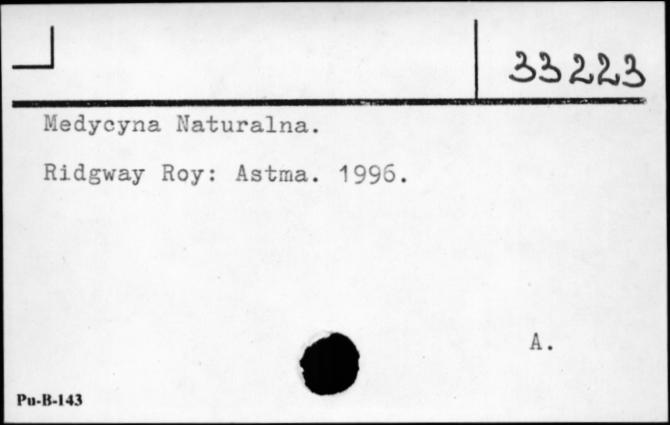 33223
Medycyna Naturalna.
Ridgway Roy: Astma. 1996.
A.
Pu-B-143